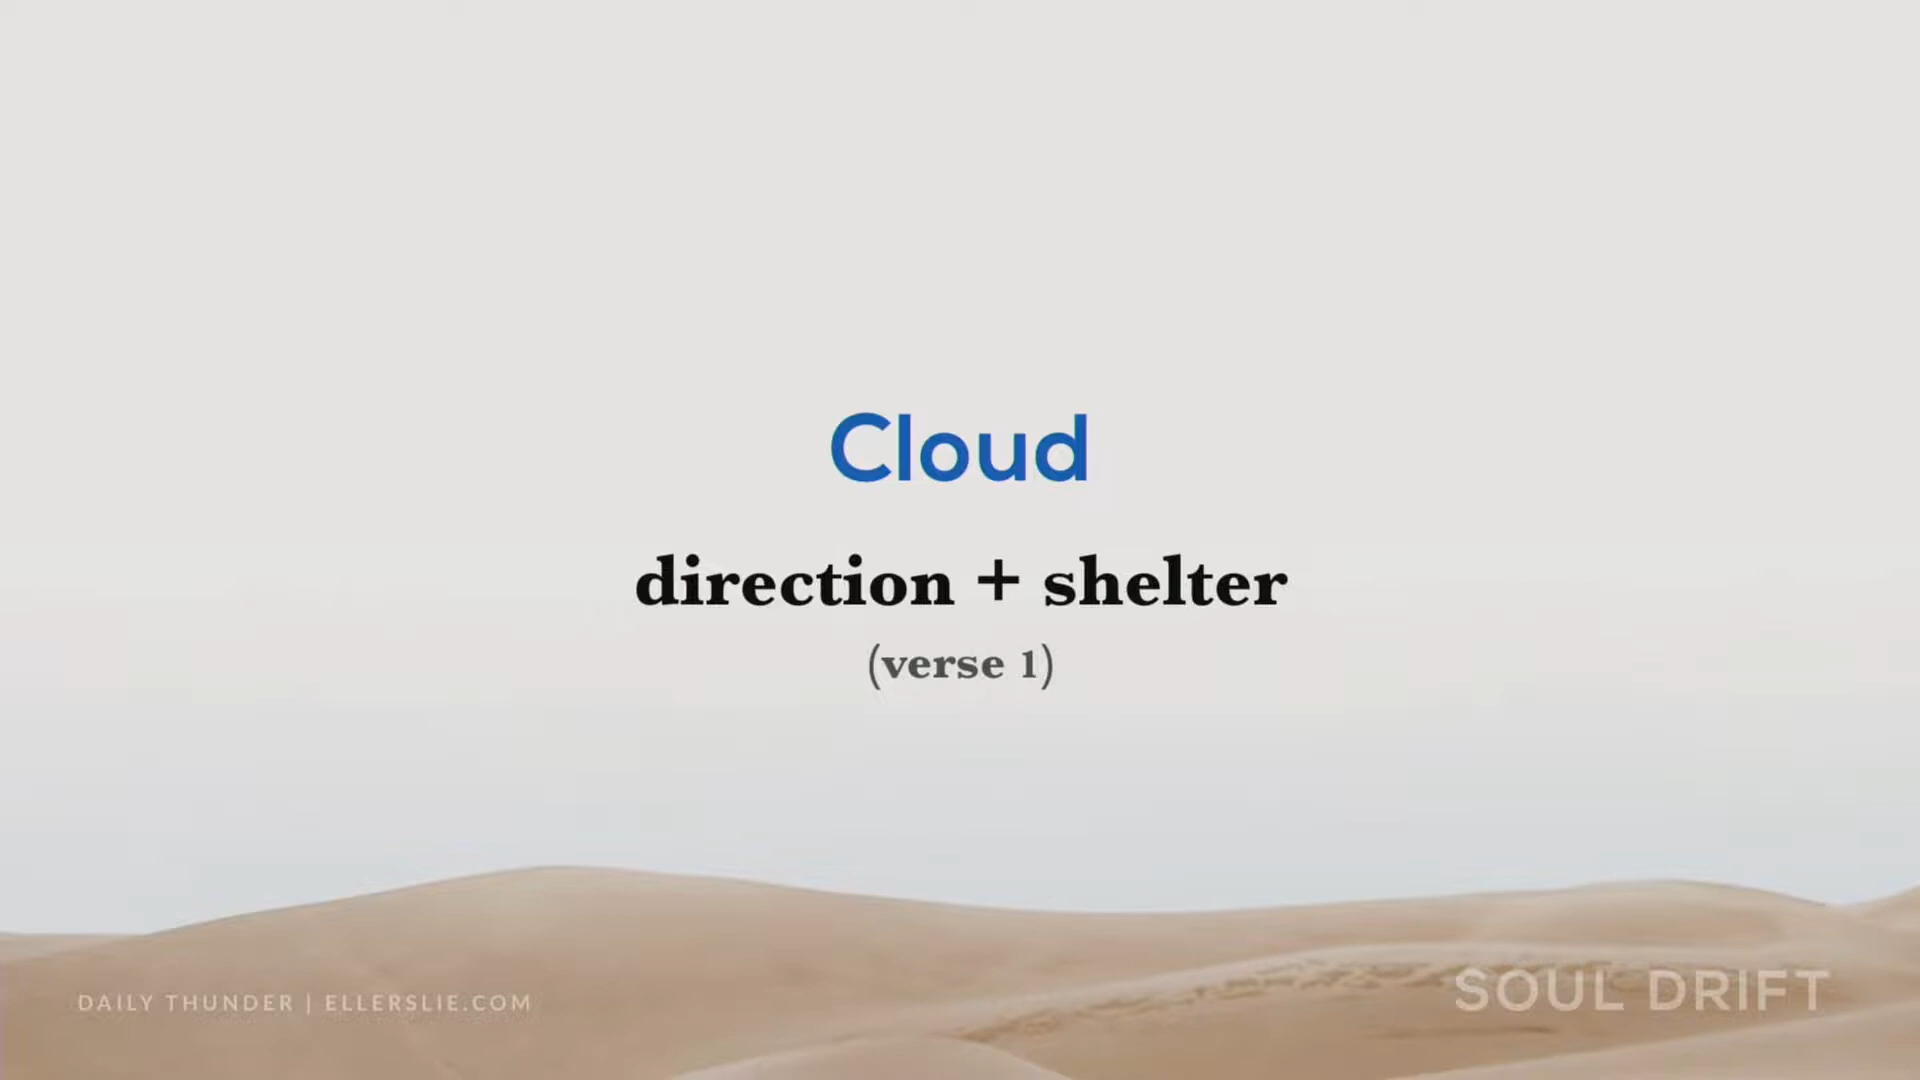 Cloud
direction + shelter
(verse 1)
DAILY THUNDER | ELLERSLIE.COM
SOUL DRIFT